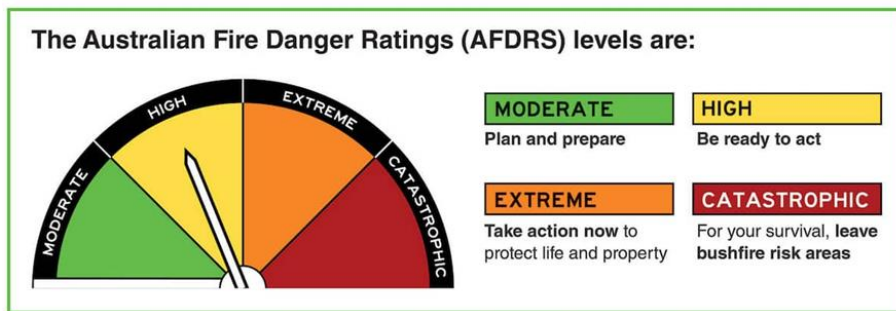 The Australian Fire Danger Ratings (AFDRS) levels are:
MODERATE
HIGH
EXTREME
CATASTROPHIC
MODERATE
Plan and prepare
HIGH
Be ready to act
EXTREME
Take action now to
protect life and property
CATASTROPHIC
For your survival, leave
bushfire risk areas